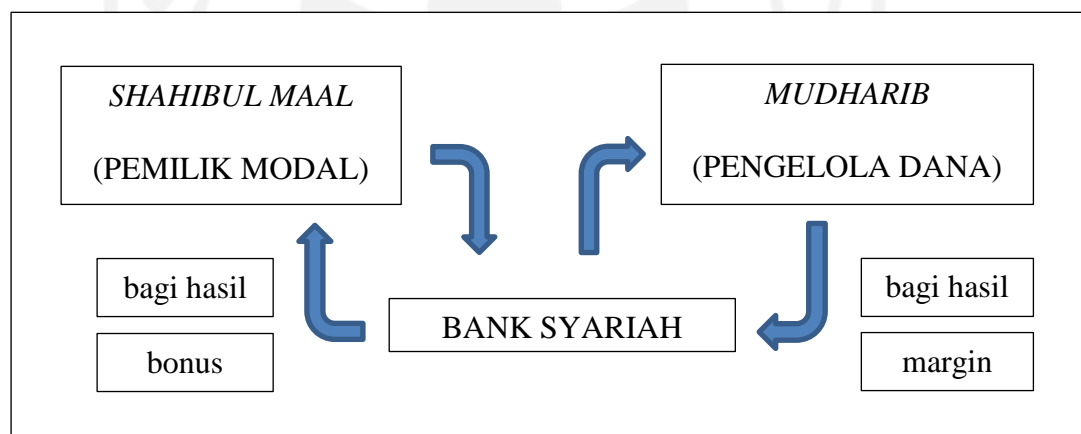 SHAHIBUL MAAL
(PEMILIK MODAL)
MUDHARIB
(PENGELOLA DANA)
bagi hasil
bonus
BANK SYARIAH
bagi hasil
margin